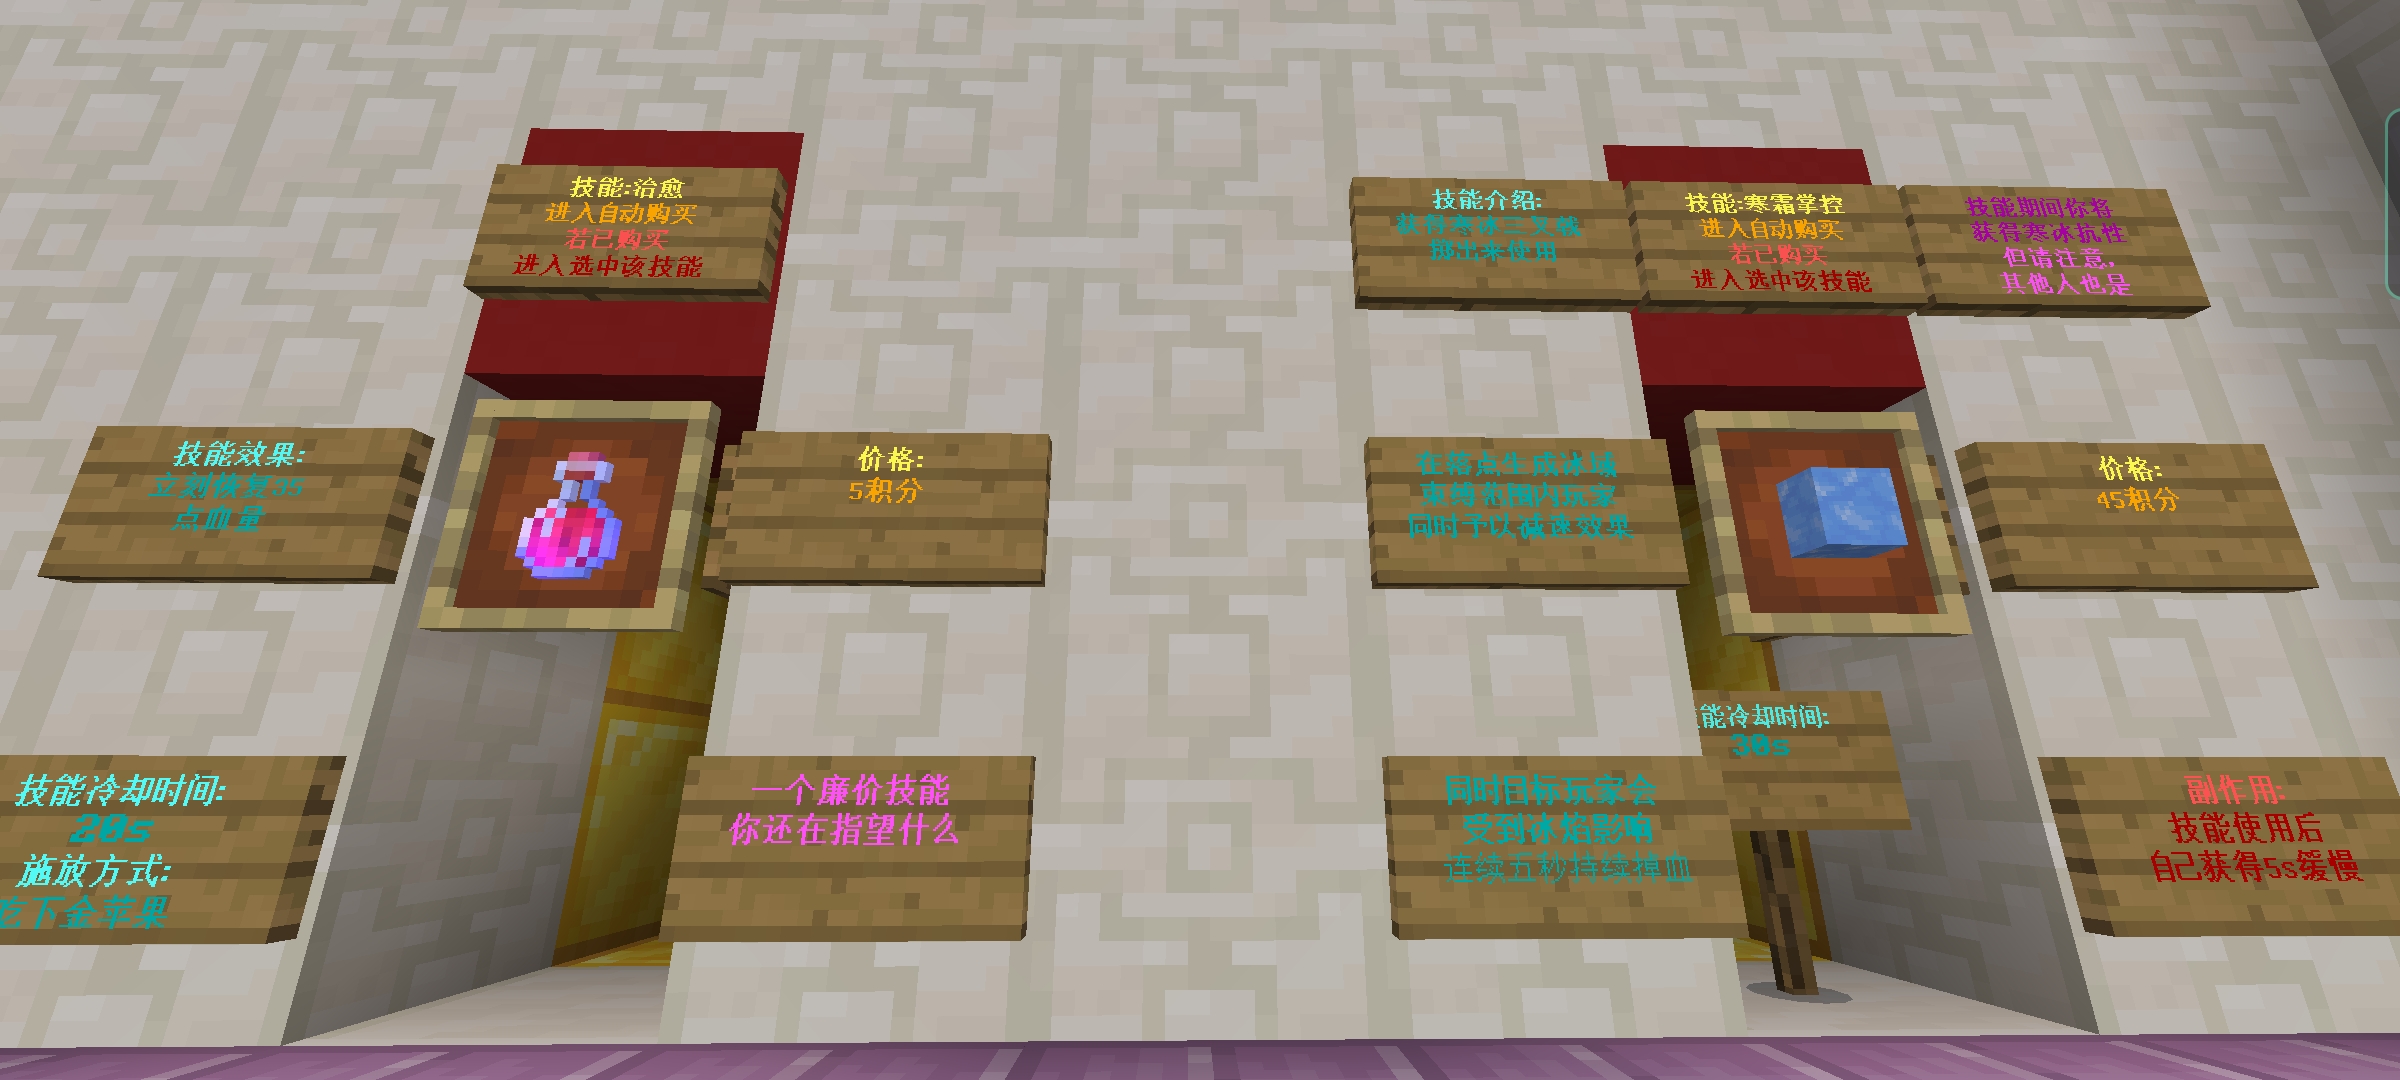 技能:治愈
进入自动购买
若已购买
进入选中该技能
技能效果:
立刻恢复35
点血量
价格:
5积分
技能冷却时间:
20s
施放方式:
吃下金苹果
一个廉价技能
你还在指望什么
技能介绍:
获得寒冰三叉戟
掷出来使用
技能:寒霜掌控
进入自动购买
若已购买
进入选中该技能
技能期间你将
获得寒冰抗性
但请注意,
其他人也是
在落点生成冰域
束缚范围内玩家
同时予以减速效果
价格:
45积分
能冷却时间:
30s
同时目标玩家会
受到冰焰影响
连续五秒持续掉血
副作用:
技能使用后
自己获得5s缓慢